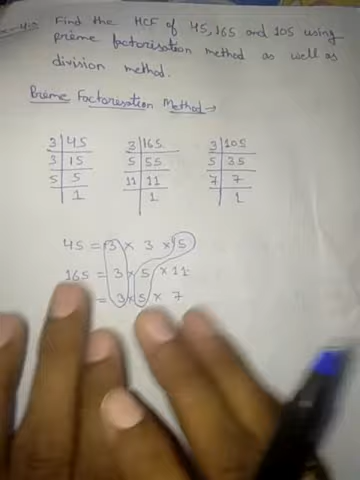 Find the HCF of 45, 165 and 105 using
prime factorisation method as well as
division method.
Prime Factorisation Method →
3 | 45
3 | 15
5 | 5
1
3 | 165
5 | 55
11 | 11
1
3 | 105
5 | 35
7 | 7
1
45 = 3 × 3 × 5
165 = 3 × 5 × 11
= 3 × 5 × 7